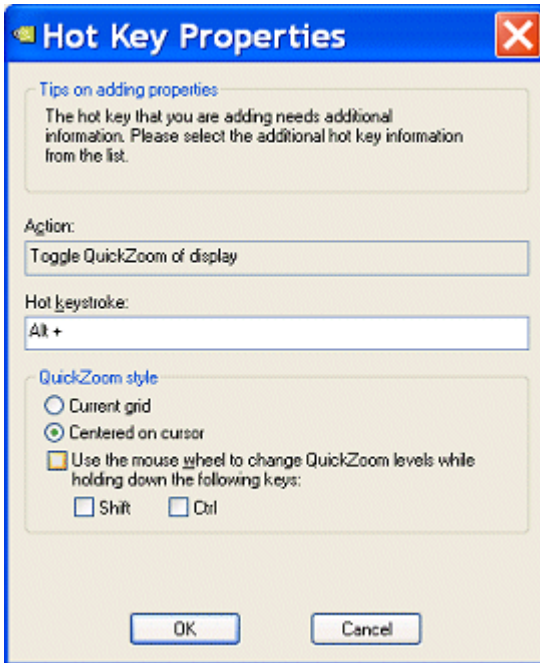 Hot Key Properties
Tips on adding properties
The hot key that you are adding needs additional
information. Please select the additional hot key information
from the list.
Action:
Toggle QuickZoom of display
Hot keystroke:
Alt +
QuickZoom style
Current grid
Centered on cursor
Use the mouse wheel to change QuickZoom levels while
holding down the following keys:
Shift Ctrl
OK Cancel